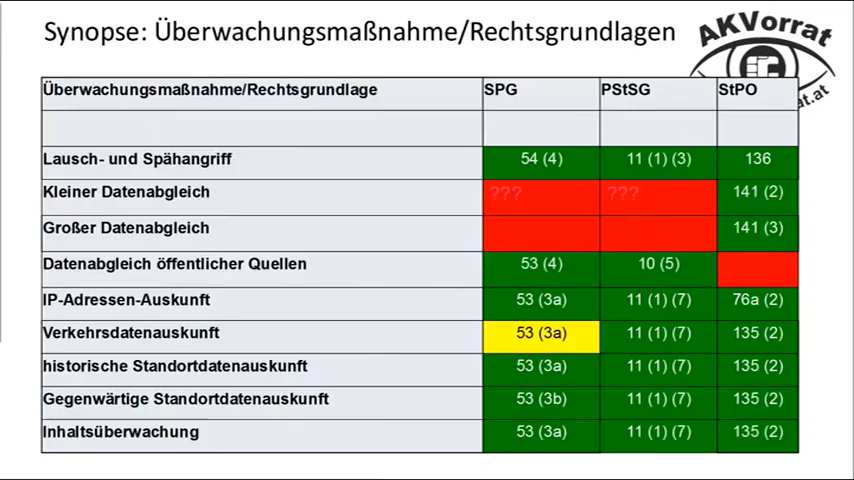 Synopse: Überwachungsmaßnahme/Rechtsgrundlagen
AKVorrat
rat.at
Überwachungsmaßnahme/Rechtsgrundlage SPG PStSG StPO
Lausch- und Spähangriff 54 (4) 11 (1) (3) 136
Kleiner Datenabgleich ??? ??? 141 (2)
Großer Datenabgleich 141 (3)
Datenabgleich öffentlicher Quellen 53 (4) 10 (5)
IP-Adressen-Auskunft 53 (3a) 11 (1) (7) 76a (2)
Verkehrsdatenauskunft 53 (3a) 11 (1) (7) 135 (2)
historische Standortdatenauskunft 53 (3a) 11 (1) (7) 135 (2)
Gegenwärtige Standortdatenauskunft 53 (3b) 11 (1) (7) 135 (2)
Inhaltsüberwachung 53 (3a) 11 (1) (7) 135 (2)